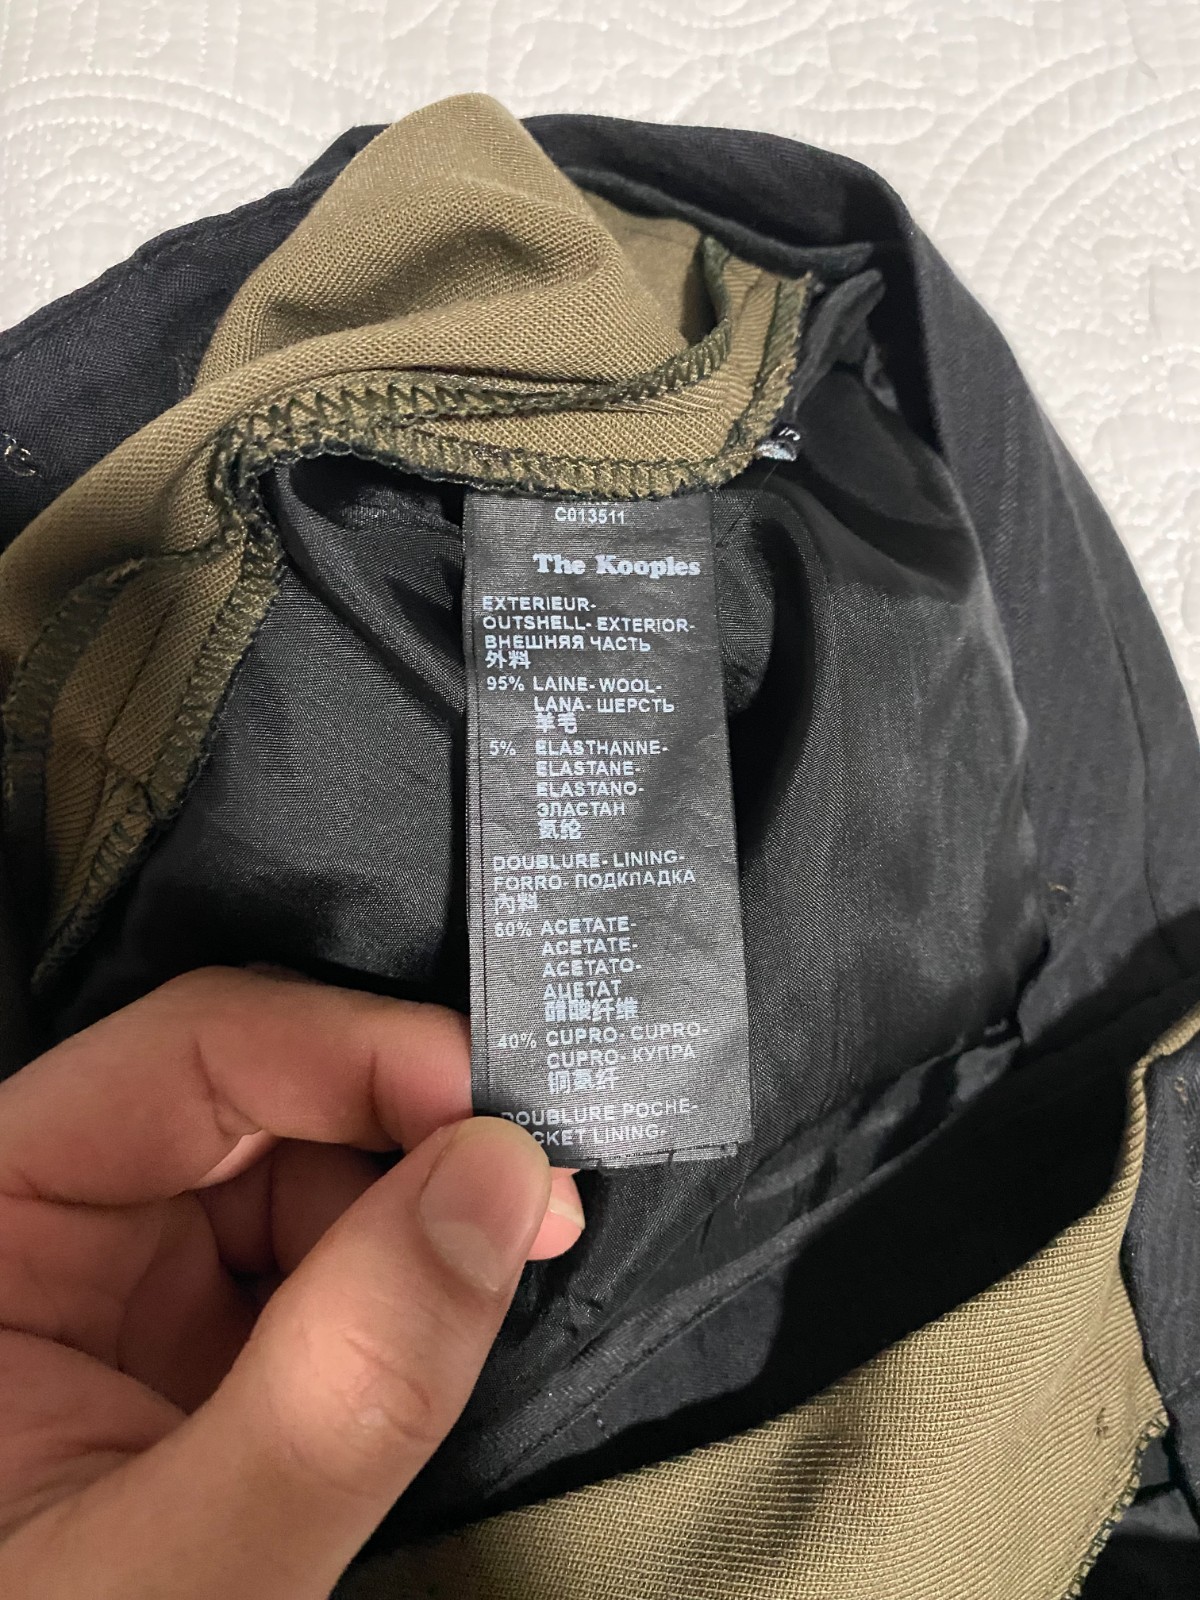 C013511
The Kooples
EXTERIEUR-
OUTSHELL- EXTERIOR-
ВНЕШНЯЯ ЧАСТЬ
外料
95% LAINE- WOOL-
LANA- ШЕРСТЬ
羊毛
5% ELASTHANNE-
ELASTANE-
ELASTANO-
ЭЛАСТАН
氨纶
DOUBLURE- LINING-
FORRO- ПОДКЛАДКА
内料
60% ACETATE-
ACETATE-
ACETATO-
АЦЕТАТ
醋酸纤维
40% CUPRO- CUPRO-
CUPRO- КУПРА
铜氨纤
DOUBLURE POCHE-
LINING-